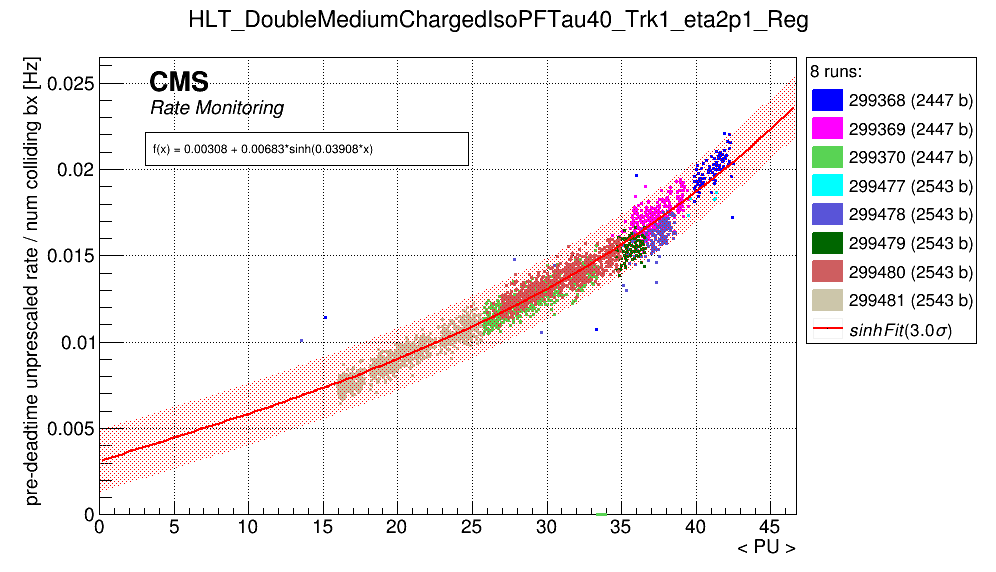 HLT_DoubleMediumChargedIsoPFTau40_Trk1_eta2p1_Reg
pre-deadtime unprescaled rate / num colliding bx [Hz]
0.025
0.02
0.015
0.01
0.005
0
CMS
Rate Monitoring
f(x) = 0.00308 + 0.00683*sinh(0.03908*x)
0 5 10 15 20 25 30 35 40 45
< PU >
8 runs:
299368 (2447 b)
299369 (2447 b)
299370 (2447 b)
299477 (2543 b)
299478 (2543 b)
299479 (2543 b)
299480 (2543 b)
299481 (2543 b)
sinhFit(3.0σ)